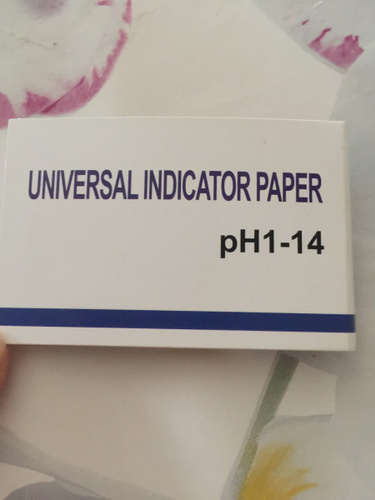 UNIVERSAL INDICATOR PAPER
pH1-14